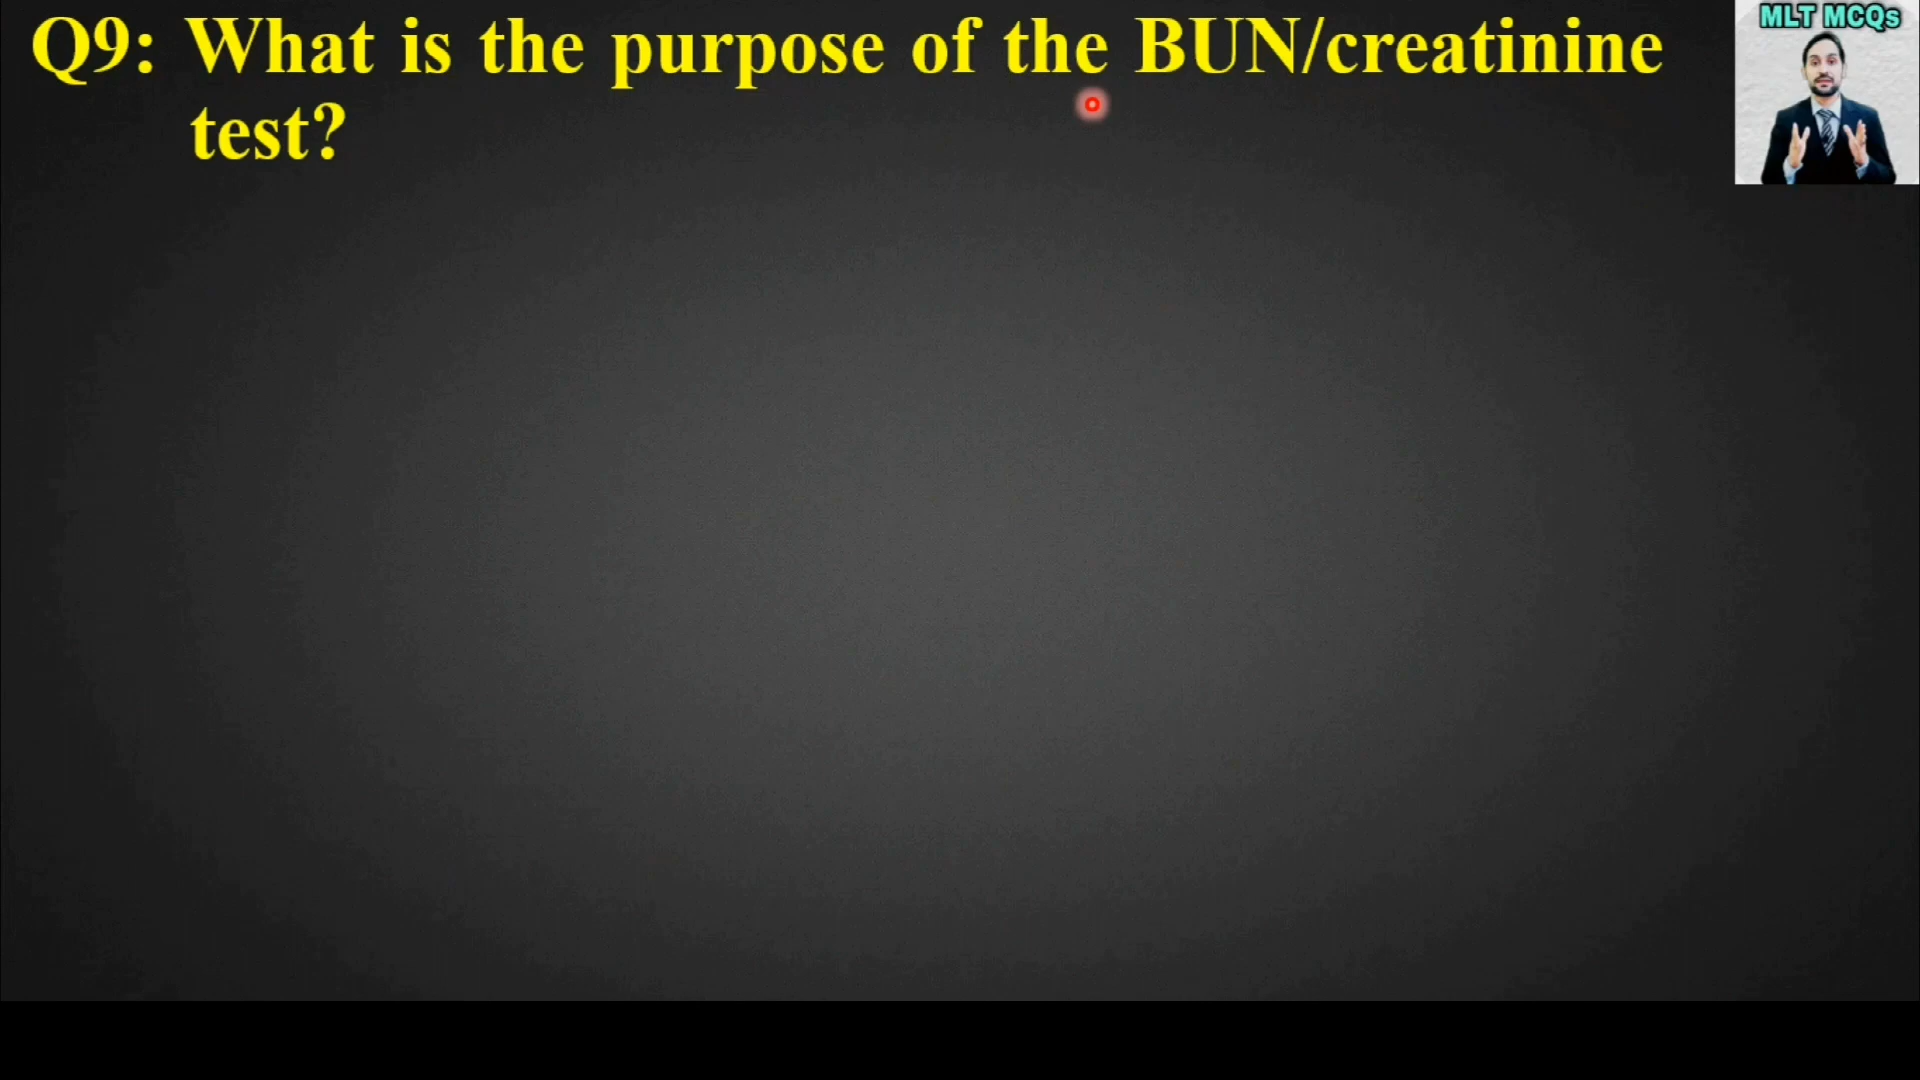 MLT MCQs
Q9: What is the purpose of the BUN/creatinine
test?